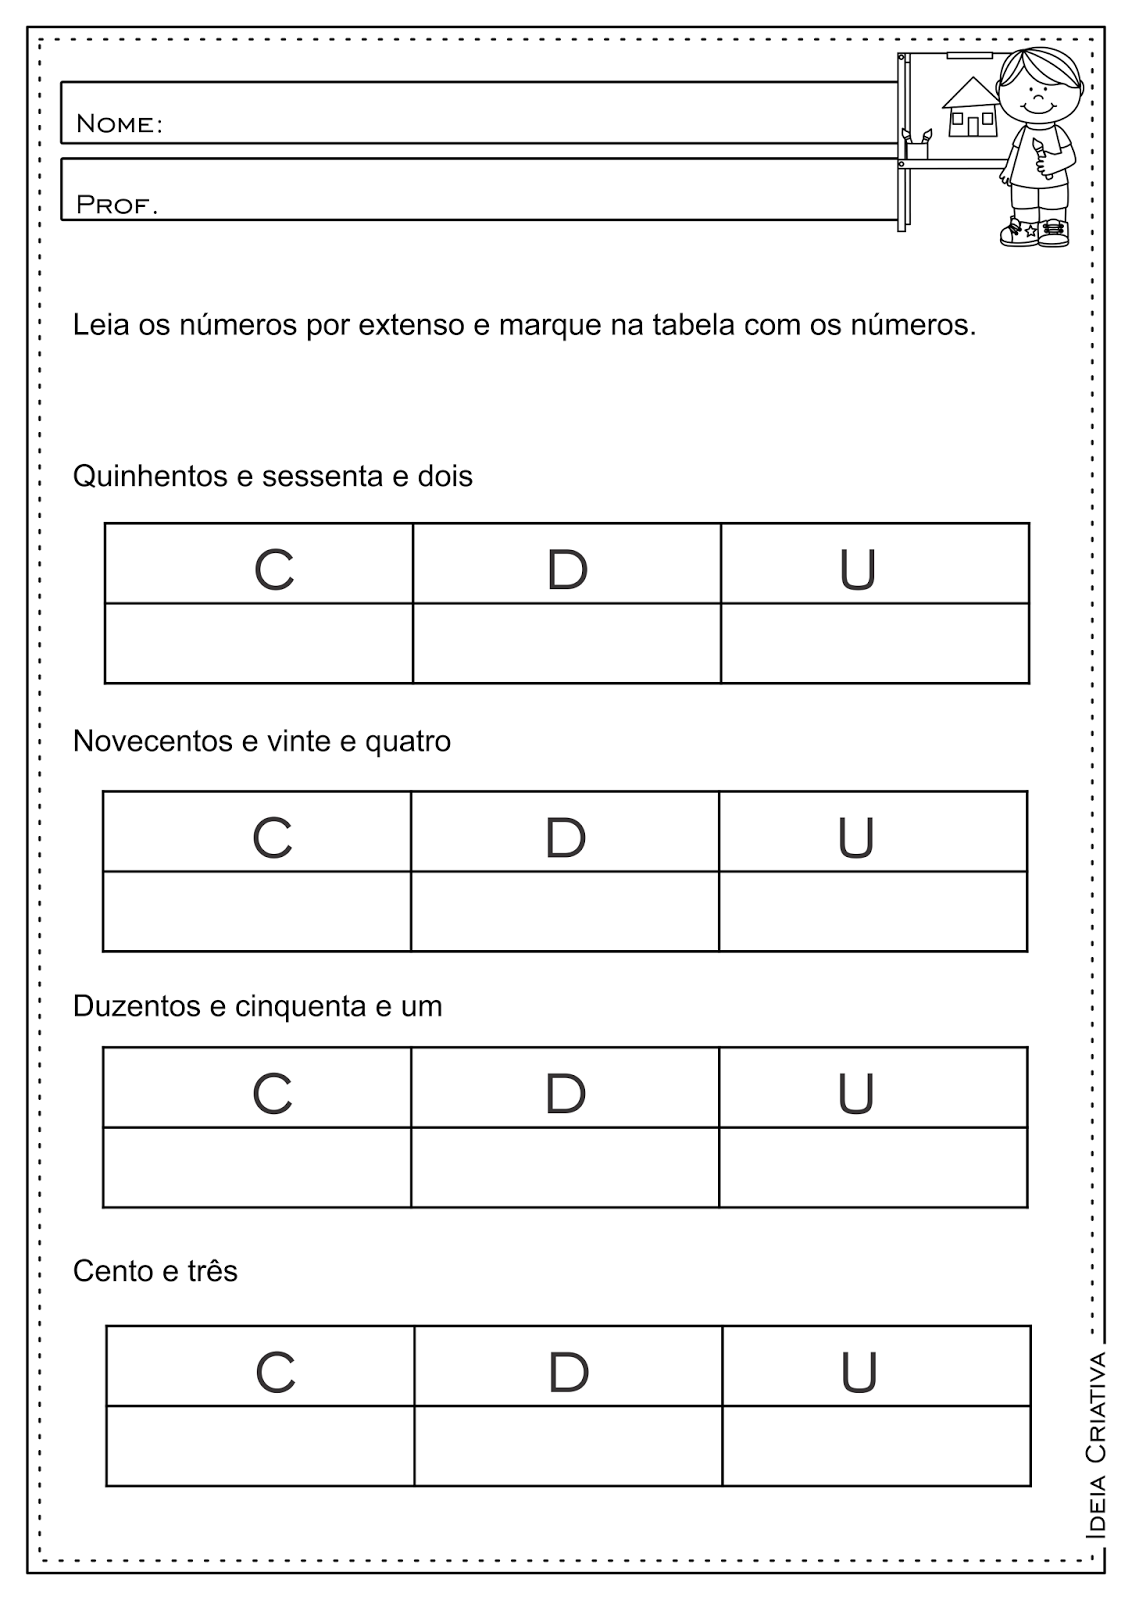 Nome:
Prof.
Leia os números por extenso e marque na tabela com os números.
Quinhentos e sessenta e dois
C D U
Novecentos e vinte e quatro
C D U
Duzentos e cinquenta e um
C D U
Cento e três
C D U
Ideia Criativa